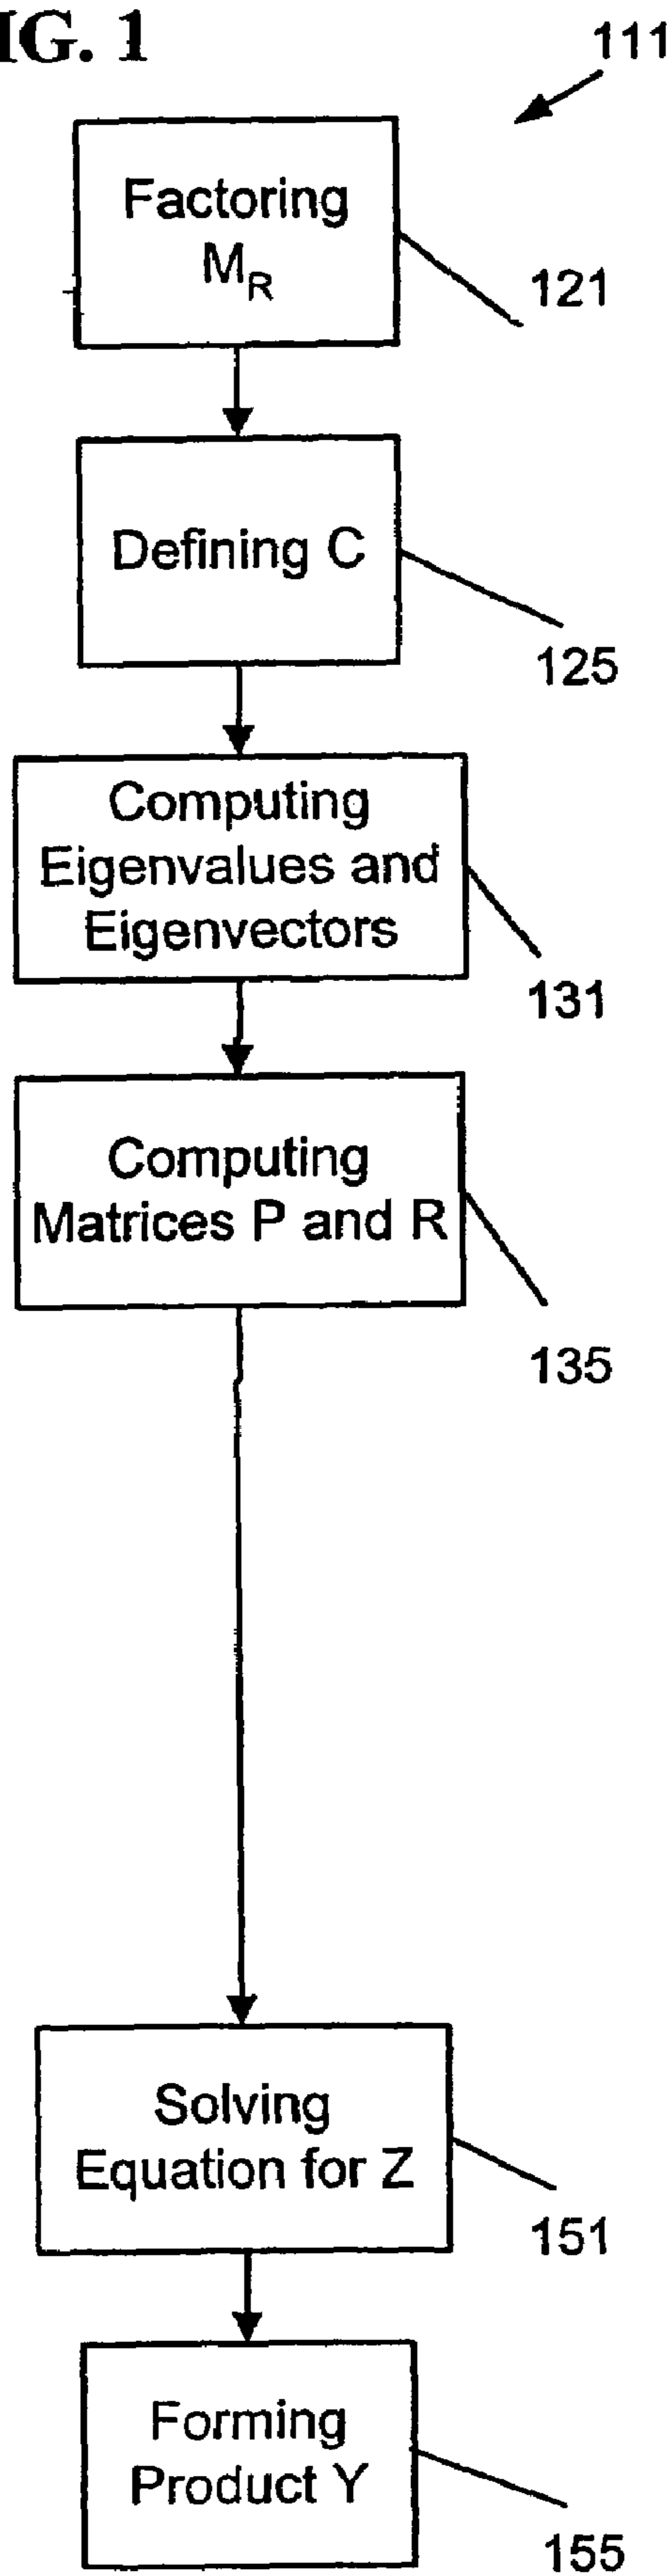 IG. 1
111
Factoring
M_R
121
Defining C
125
Computing
Eigenvalues and
Eigenvectors
131
Computing
Matrices P and R
135
Solving
Equation for Z
151
Forming
Product Y
155